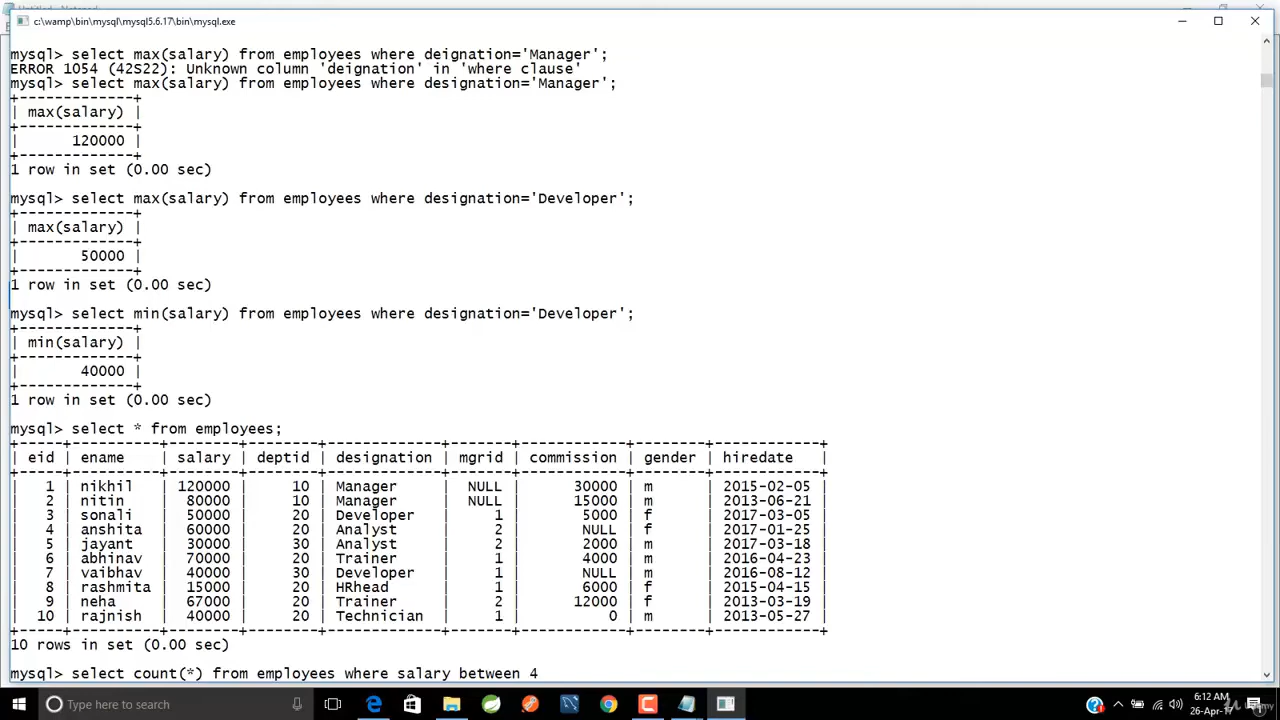 c:\wamp\bin\mysql\mysql5.6.17\bin\mysql.exe
mysql> select max(salary) from employees where deignation='Manager';
ERROR 1054 (42S22): Unknown column 'deignation' in 'where clause'
mysql> select max(salary) from employees where designation='Manager';
+-------------+
| max(salary) |
+-------------+
|      120000 |
+-------------+
1 row in set (0.00 sec)
mysql> select max(salary) from employees where designation='Developer';
+-------------+
| max(salary) |
+-------------+
|       50000 |
+-------------+
1 row in set (0.00 sec)
mysql> select min(salary) from employees where designation='Developer';
+-------------+
| min(salary) |
+-------------+
|       40000 |
+-------------+
1 row in set (0.00 sec)
mysql> select * from employees;
+-----+----------+--------+--------+-------------+-------+------------+--------+------------+
| eid | ename    | salary | deptid | designation | mgrid | commission | gender | hiredate   |
+-----+----------+--------+--------+-------------+-------+------------+--------+------------+
|   1 | nikhil   | 120000 |     10 | Manager     |  NULL |      30000 | m      | 2015-02-05 |
|   2 | nitin    |  80000 |     10 | Manager     |  NULL |      15000 | m      | 2013-06-21 |
|   3 | sonali   |  50000 |     20 | Developer   |     1 |       5000 | f      | 2017-03-05 |
|   4 | anshita  |  60000 |     20 | Analyst     |     2 |       NULL | f      | 2017-01-25 |
|   5 | jayant   |  30000 |     30 | Analyst     |     2 |       2000 | m      | 2017-03-18 |
|   6 | abhinav  |  70000 |     20 | Trainer     |     1 |       4000 | m      | 2016-04-23 |
|   7 | vaibhav  |  40000 |     30 | Developer   |     1 |       NULL | m      | 2016-08-12 |
|   8 | rashmita |  15000 |     20 | HRhead      |     1 |       6000 | f      | 2015-04-15 |
|   9 | neha     |  67000 |     20 | Trainer     |     2 |      12000 | f      | 2013-03-19 |
|  10 | rajnish  |  40000 |     20 | Technician  |     1 |          0 | m      | 2013-05-27 |
+-----+----------+--------+--------+-------------+-------+------------+--------+------------+
10 rows in set (0.00 sec)
mysql> select count(*) from employees where salary between 4
Type here to search
6:12 AM
26-Apr-